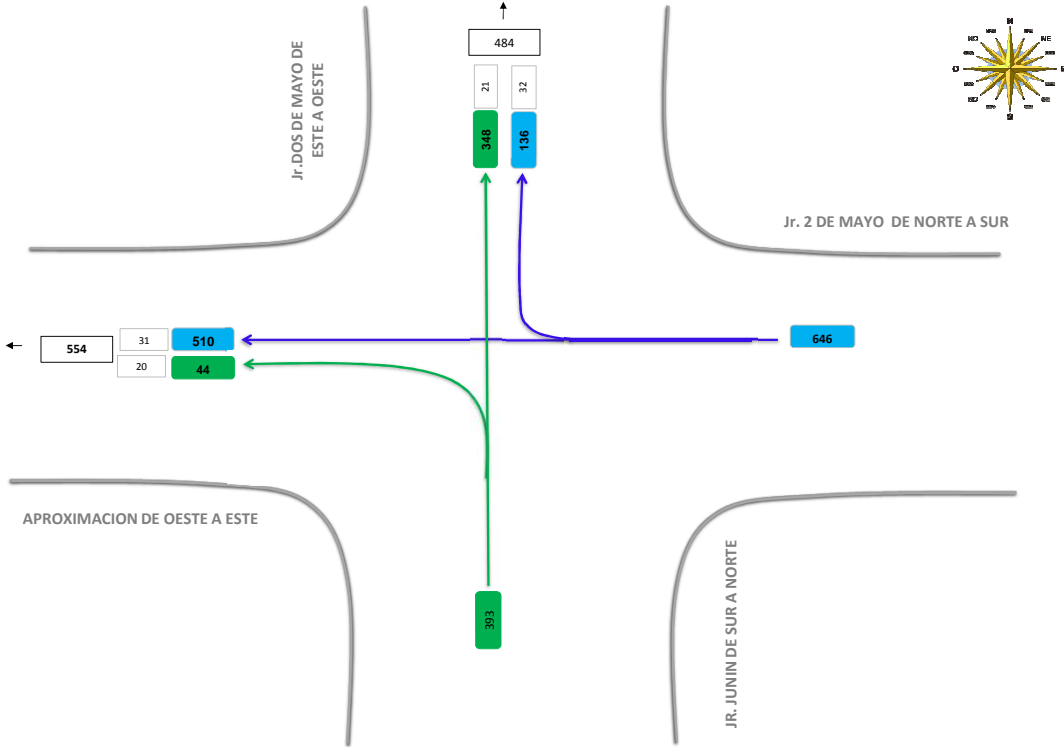 484
21
32
348
136
Jr.DOS DE MAYO DE
ESTE A OESTE
N
NE
Jr. 2 DE MAYO DE NORTE A SUR
554
31
510
646
20
44
APROXIMACION DE OESTE A ESTE
393
JR. JUNIN DE SUR A NORTE